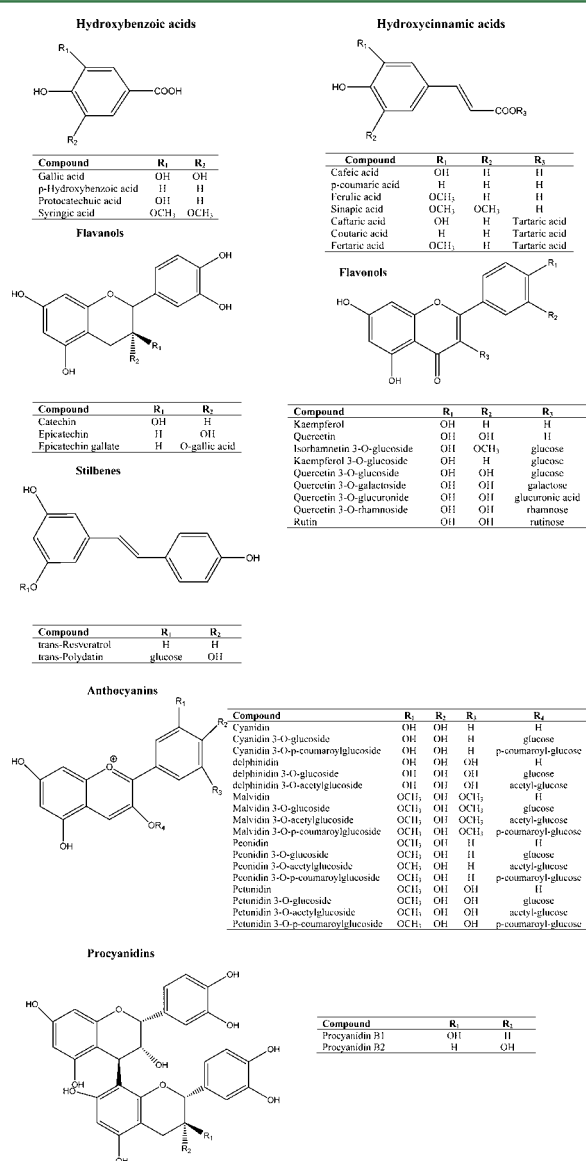 Hydroxybenzoic acids
R1
HO
COOH
R2
Compound R1 R2
Gallic acid OH OH
p-Hydroxybenzoic acid H H
Protocatechuic acid OH H
Syringic acid OCH3 OCH3
Hydroxycinnamic acids
R1
HO
COOR3
R2
Compound R1 R2 R3
Cafeic acid OH H H
p-coumaric acid H H H
Ferulic acid OCH3 H H
Sinapic acid OCH3 OCH3 H
Caftaric acid OH H Tartaric acid
Coutaric acid H H Tartaric acid
Fertaric acid OCH3 H Tartaric acid
Flavanols
OH
HO
O
OH
R1
R2
OH
Compound R1 R2
Catechin OH H
Epicatechin H OH
Epicatechin gallate H O-gallic acid
Flavonols
R1
HO
O
R2
R3
OH
O
Compound R1 R2 R3
Kaempferol OH H H
Quercetin OH OH H
Isorhamnetin 3-O-glucoside OH OCH3 glucose
Kaempferol 3-O-glucoside OH H glucose
Quercetin 3-O-glucoside OH OH glucose
Quercetin 3-O-galactoside OH OH galactose
Quercetin 3-O-glucuronide OH OH glucuronic acid
Quercetin 3-O-rhamnoside OH OH rhamnose
Rutin OH OH rutinose
Stilbenes
HO
OH
R1O
Compound R1 R2
trans-Resveratrol H H
trans-Polydatin glucose OH
Anthocyanins
R1
R2
HO
O
⊕
R3
OR4
OH
Compound R1 R2 R3 R4
Cyanidin OH OH H H
Cyanidin 3-O-glucoside OH OH H glucose
Cyanidin 3-O-p-coumaroylglucoside OH OH H p-coumaroyl-glucose
delphinidin OH OH OH H
delphinidin 3-O-glucoside OH OH OH glucose
delphinidin 3-O-acetylglucoside OH OH OH acetyl-glucose
Malvidin OCH3 OH OCH3 H
Malvidin 3-O-glucoside OCH3 OH OCH3 glucose
Malvidin 3-O-acetylglucoside OCH3 OH OCH3 acetyl-glucose
Malvidin 3-O-p-coumaroylglucoside OCH3 OH OCH3 p-coumaroyl-glucose
Peonidin OCH3 OH H H
Peonidin 3-O-glucoside OCH3 OH H glucose
Peonidin 3-O-acetylglucoside OCH3 OH H acetyl-glucose
Peonidin 3-O-p-coumaroylglucoside OCH3 OH H p-coumaroyl-glucose
Petunidin OCH3 OH OH H
Petunidin 3-O-glucoside OCH3 OH OH glucose
Petunidin 3-O-acetylglucoside OCH3 OH OH acetyl-glucose
Petunidin 3-O-p-coumaroylglucoside OCH3 OH OH p-coumaroyl-glucose
Procyanidins
OH
HO
O
OH
OH
OH
HO
OH
O
OH
R1
R2
OH
Compound R1 R2
Procyanidin B1 OH H
Procyanidin B2 H OH